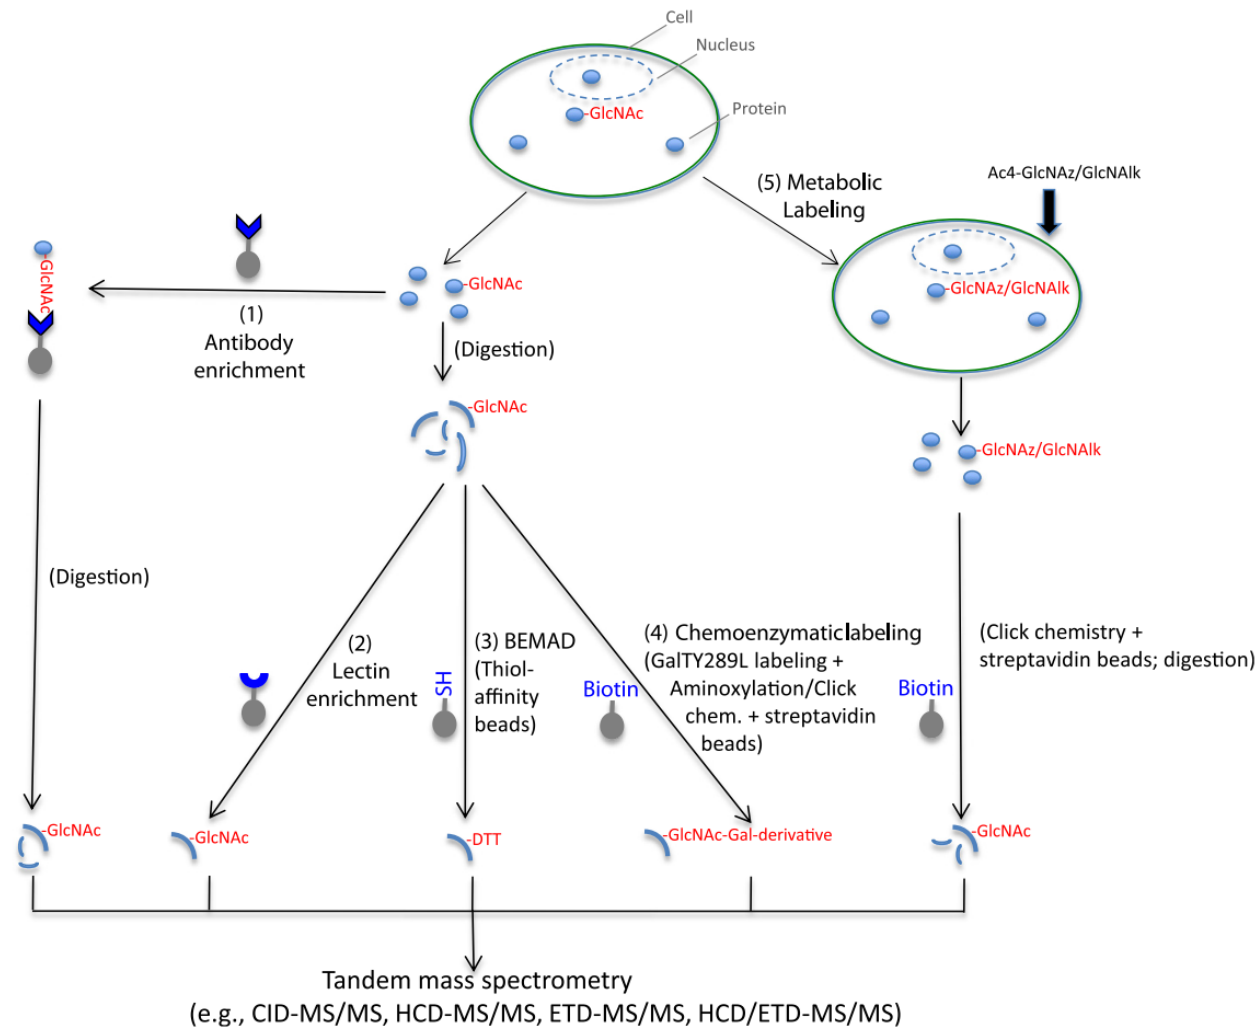 Cell
Nucleus
-GlcNAc
Protein
(5) Metabolic
Labeling
Ac4-GlcNAz/GlcNAlk
-GlcNAc
(1)
Antibody
enrichment
-GlcNAc
(Digestion)
-GlcNAz/GlcNAlk
-GlcNAc
-GlcNAz/GlcNAlk
(Digestion)
(2)
Lectin
enrichment
SH
(3) BEMAD
(Thiol-
affinity
beads)
Biotin
(4) Chemoenzymaticlabeling
(GalTY289L labeling +
Aminoxylation/Click
chem. + streptavidin
beads)
Biotin
(Click chemistry +
streptavidin beads; digestion)
-GlcNAc
-GlcNAc
-DTT
-GlcNAc-Gal-derivative
-GlcNAc
Tandem mass spectrometry
(e.g., CID-MS/MS, HCD-MS/MS, ETD-MS/MS, HCD/ETD-MS/MS)